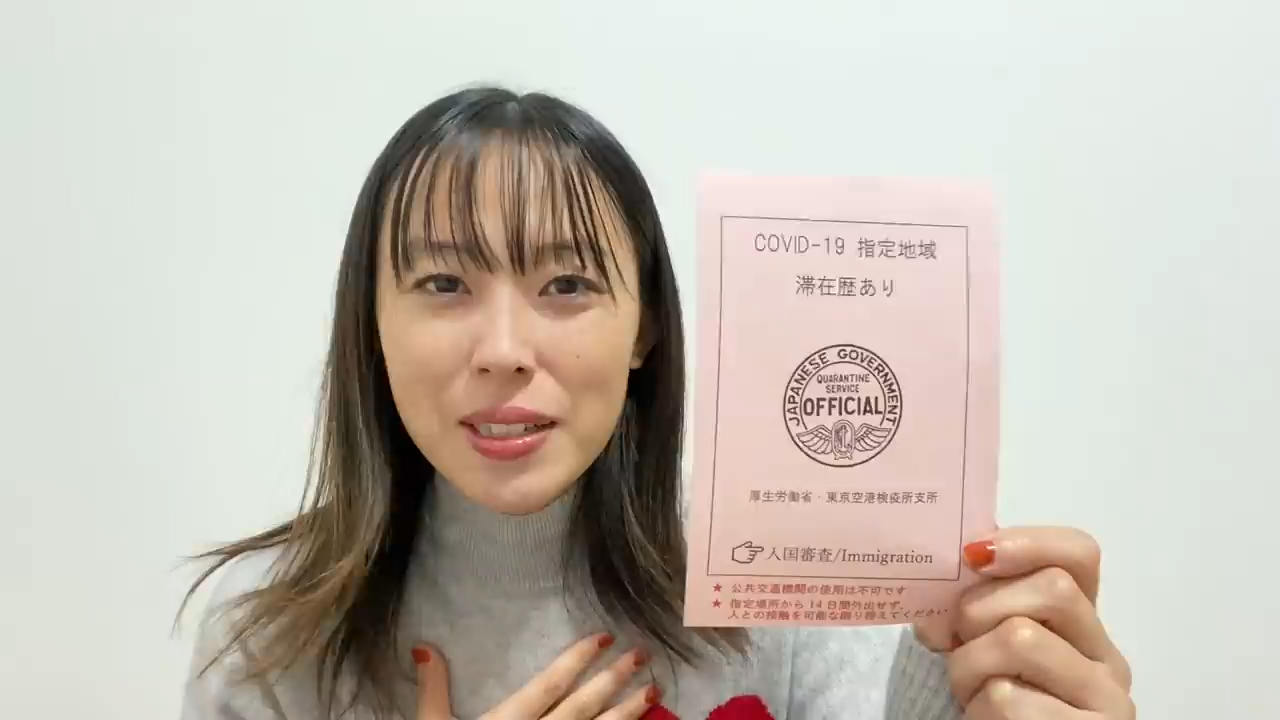 COVID-19 指定地域
滞在歴あり
JAPANESE GOVERNMENT
QUARANTINE
SERVICE
OFFICIAL
厚生労働省・東京空港検疫所支所
入国審査/Immigration
★ 公共交通機関の使用は不可です
★ 指定場所から 14 日間外出せず、
人との接触を可能な限り控えてください